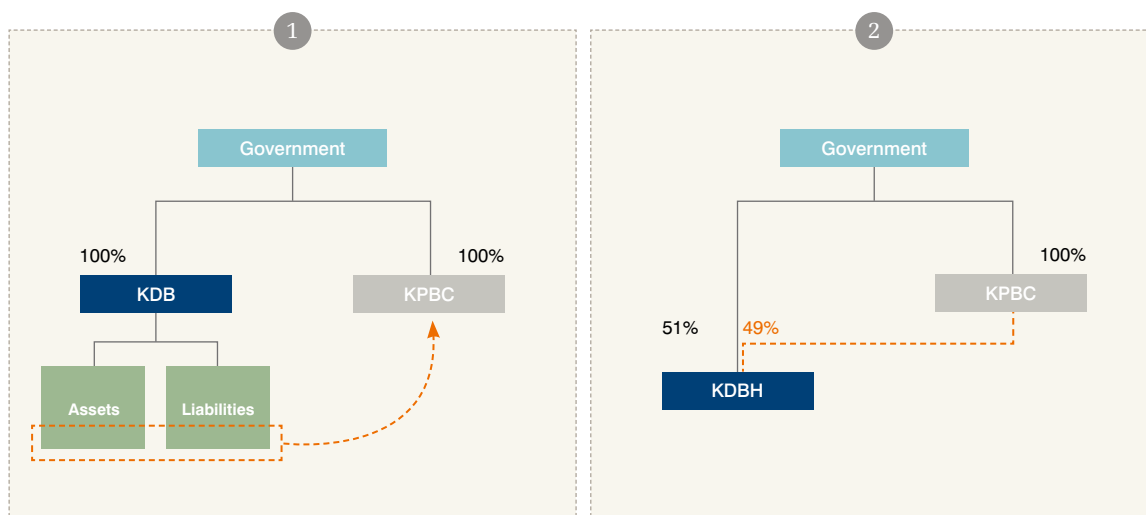 1
Government
100%
100%
KDB
KPBC
Assets
Liabilities
2
Government
100%
KPBC
51%
49%
KDBH